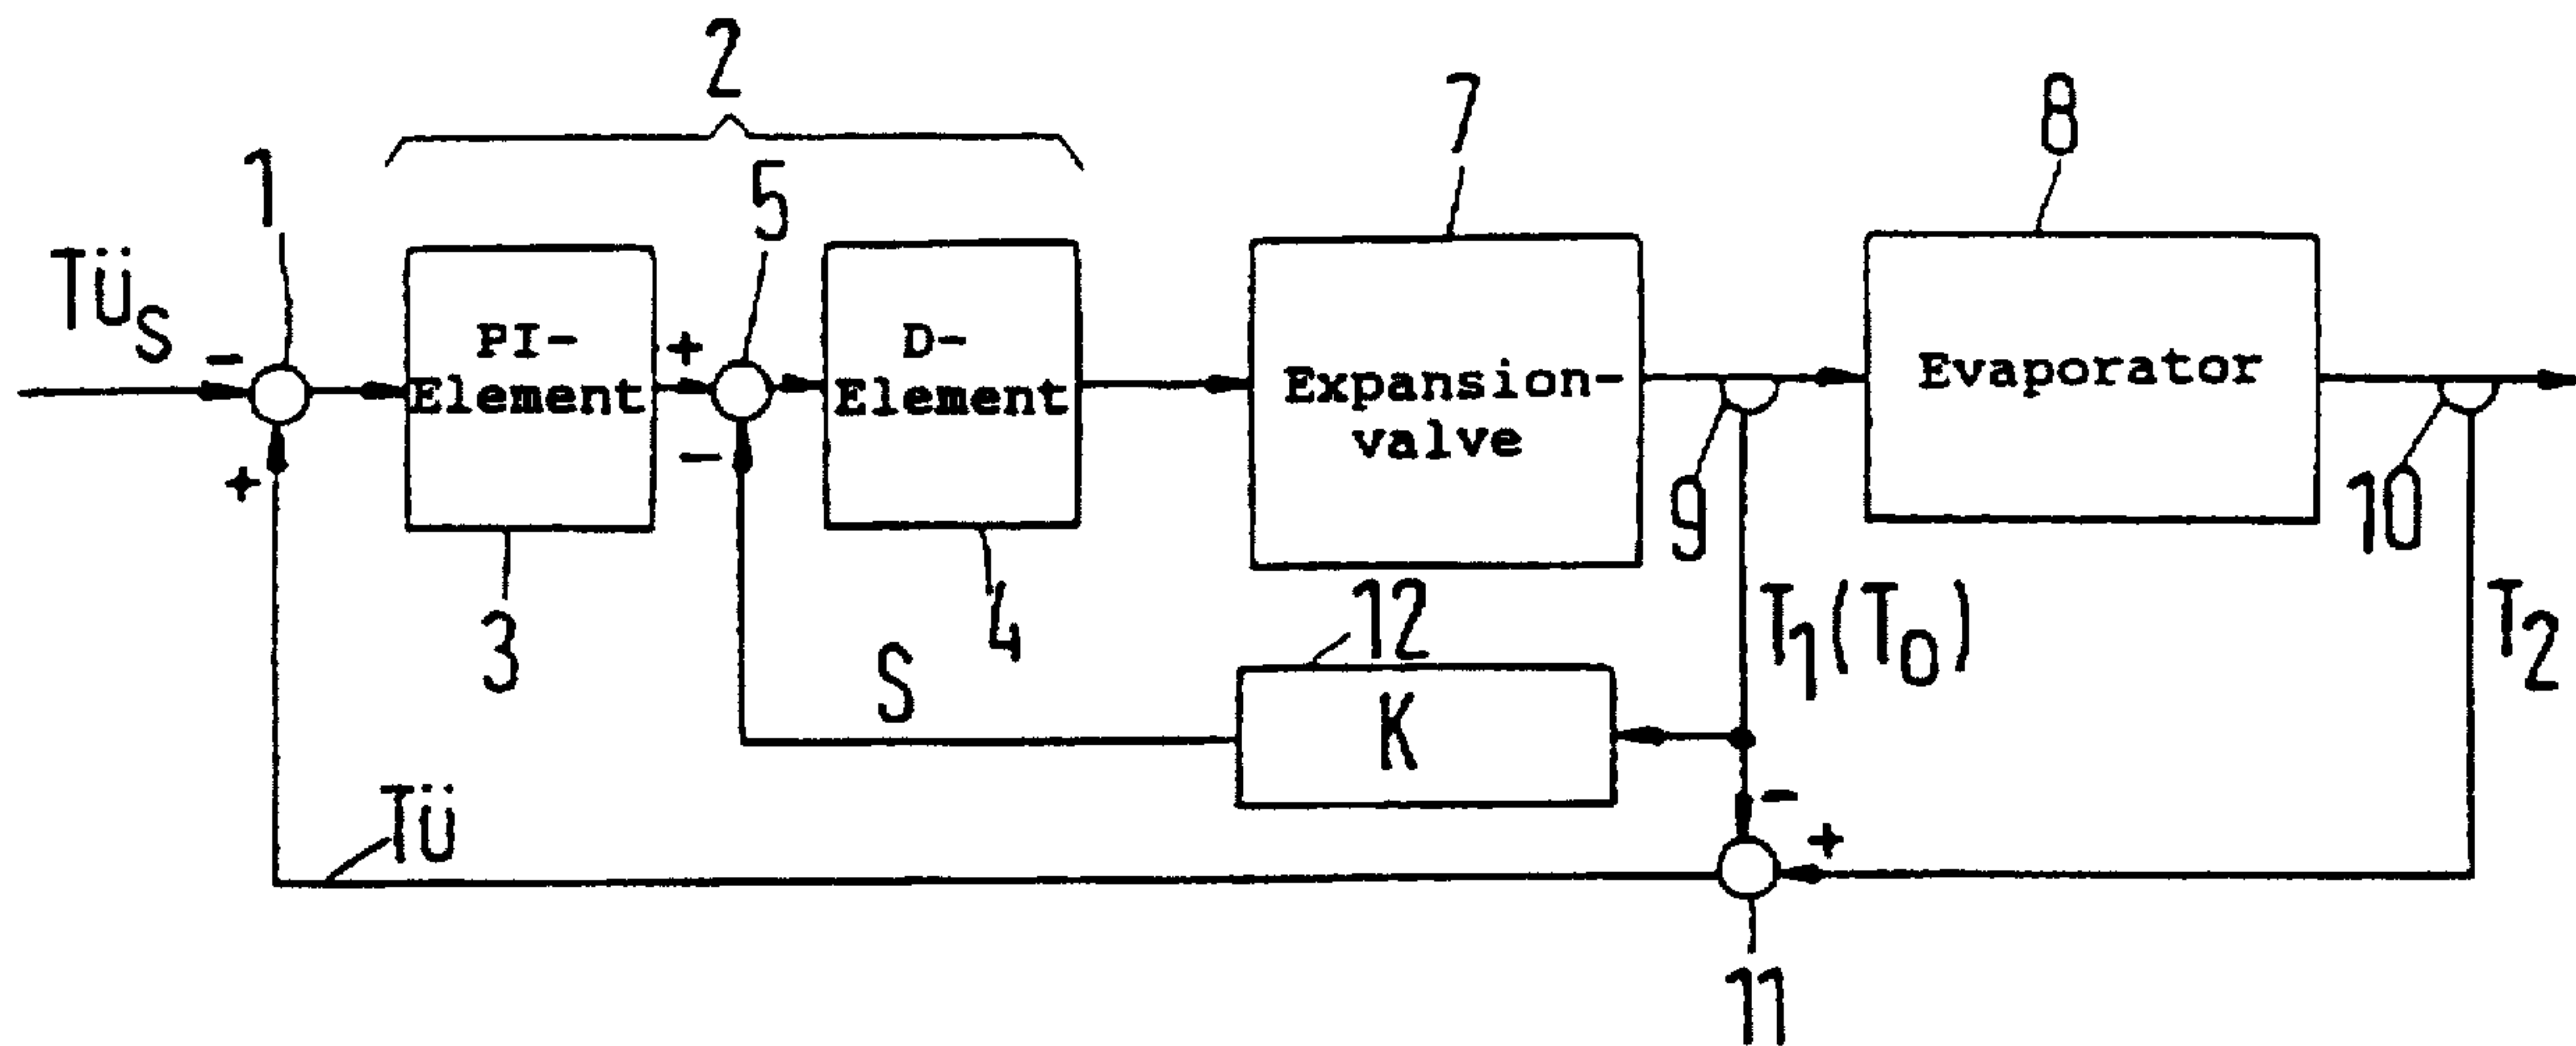 2
1
5
7
8
Tüs
-
PI-
Element
+
D-
Element
Expansion-
valve
Evaporator
+
-
9
10
3
4
12
T1(T0)
T2
S
K
Tü
-
+
11